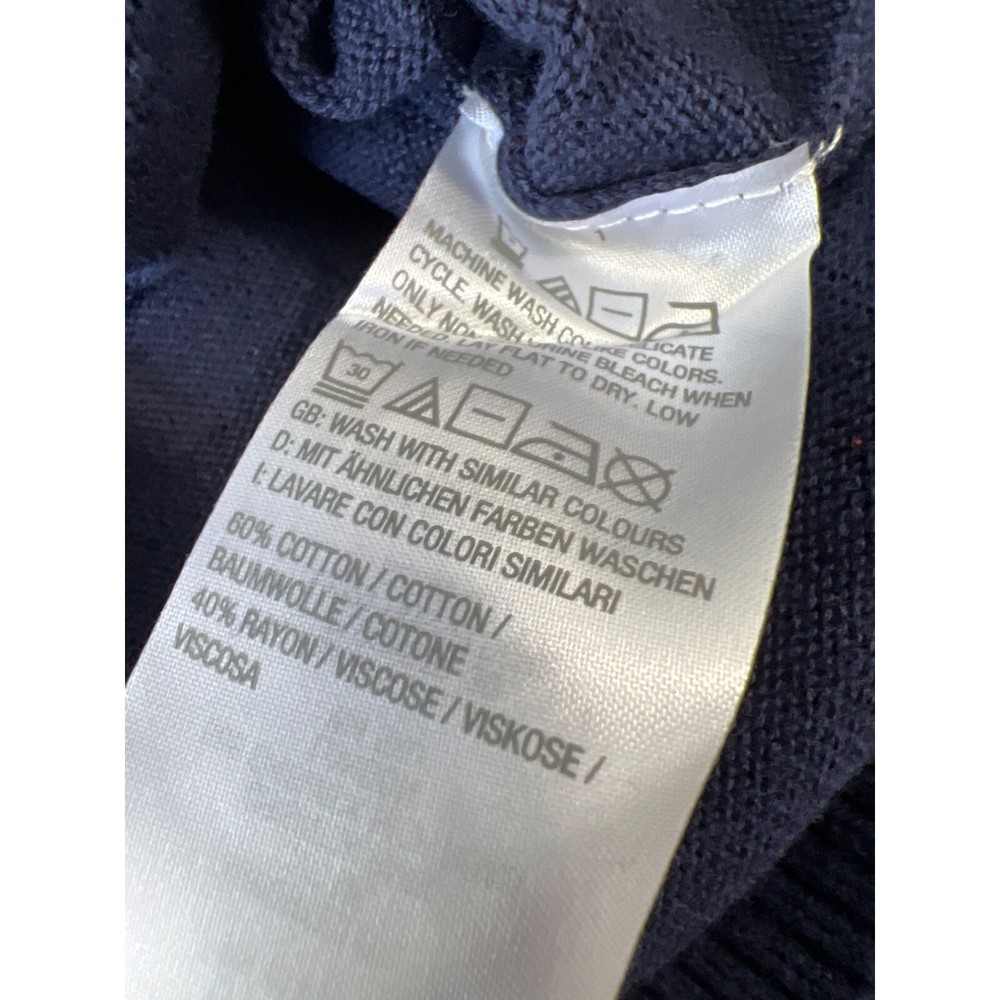 MACHINE WASH DELICATE
CYCLE. WASH LIKE COLORS.
ONLY NON BLEACH WHEN
NEEDED. LAY FLAT TO DRY. LOW
IRON IF NEEDED
30
GB: WASH WITH SIMILAR COLOURS
D: MIT ÄHNLICHEN FARBEN WASCHEN
I: LAVARE CON COLORI SIMILARI
60% COTTON / COTTON /
BAUMWOLLE / COTONE
40% RAYON / VISCOSE / VISKOSE /
VISCOSA